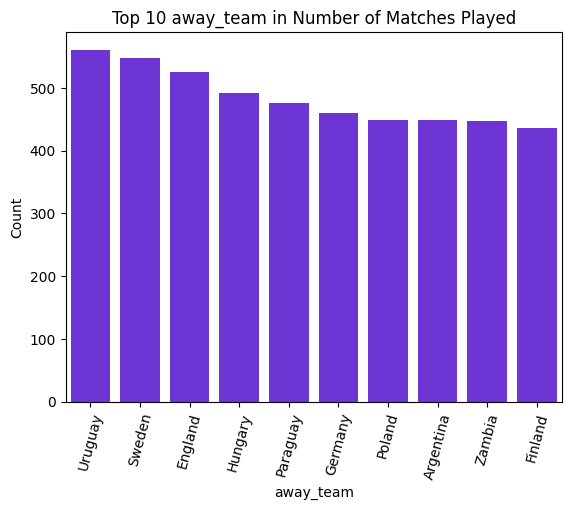 Top 10 away_team in Number of Matches Played
Count
500
400
300
200
100
0
Uruguay
Sweden
England
Hungary
Paraguay
Germany
Poland
Argentina
Zambia
Finland
away_team